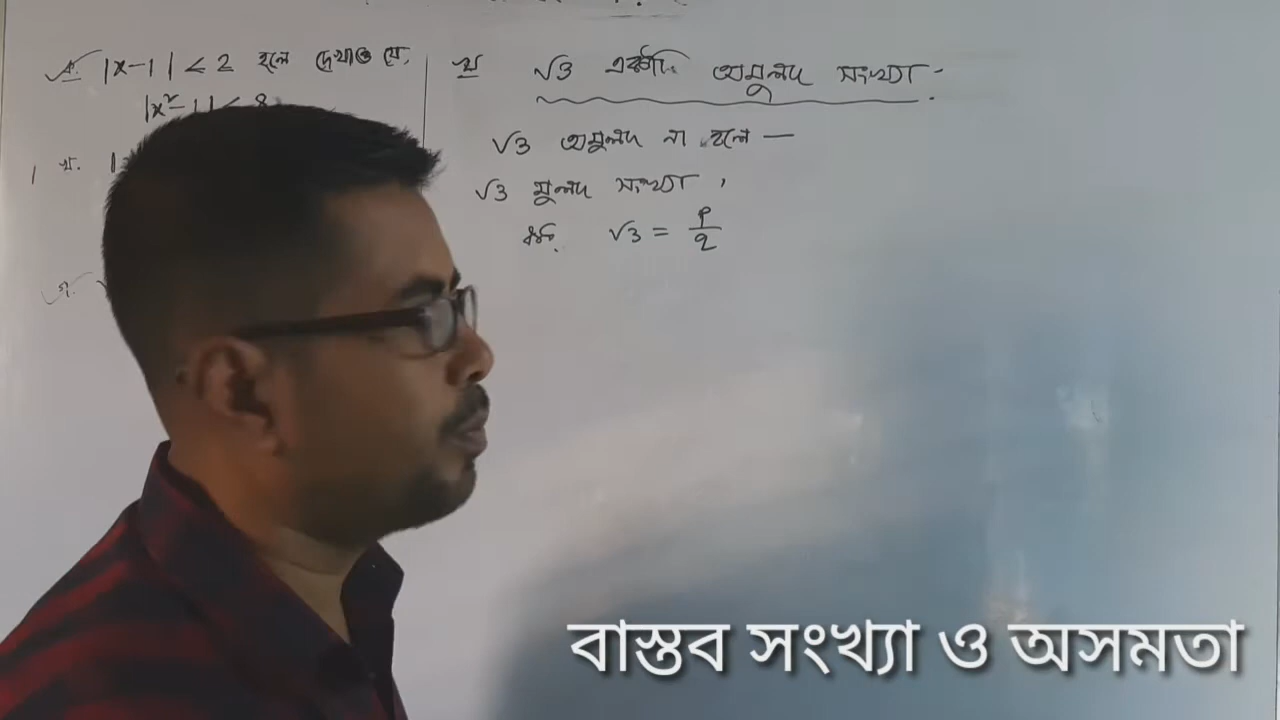 ক. |x-1| < 2 হলে দেখাও যে,
|x²-1| < 8
খ.
গ.
খ √3 একটি অমূলদ সংখ্যা.
√3 অমূলদ না হলে —
√3 মূলদ সংখ্যা,
ধরি, √3 = p/q
বাস্তব সংখ্যা ও অসমতা